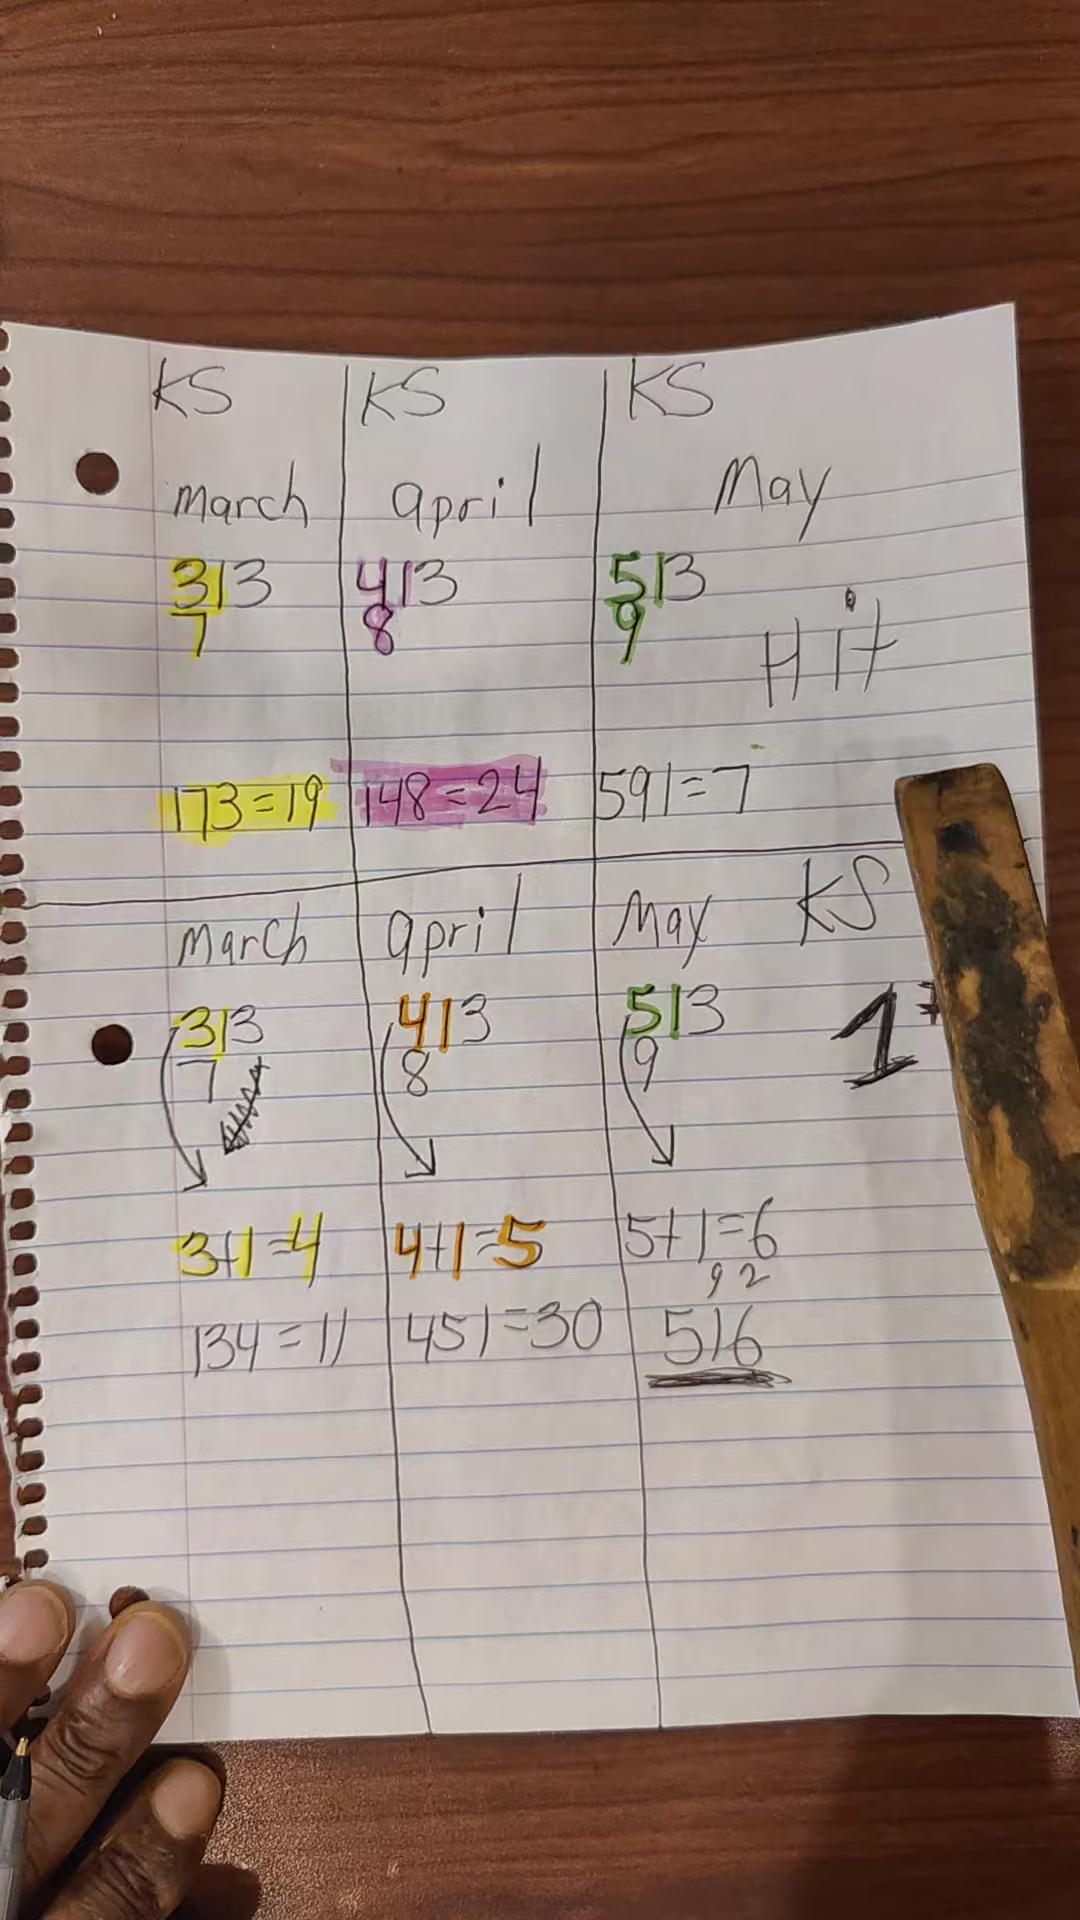 KS KS KS
March April May
313 413 513
7 8 9
Hit
173=19 148=24 591=7
March April May KS
313 413 513
7 8 9
1
3+1=4 4+1=5 5+1=6
9 2
134=11 451=30 516